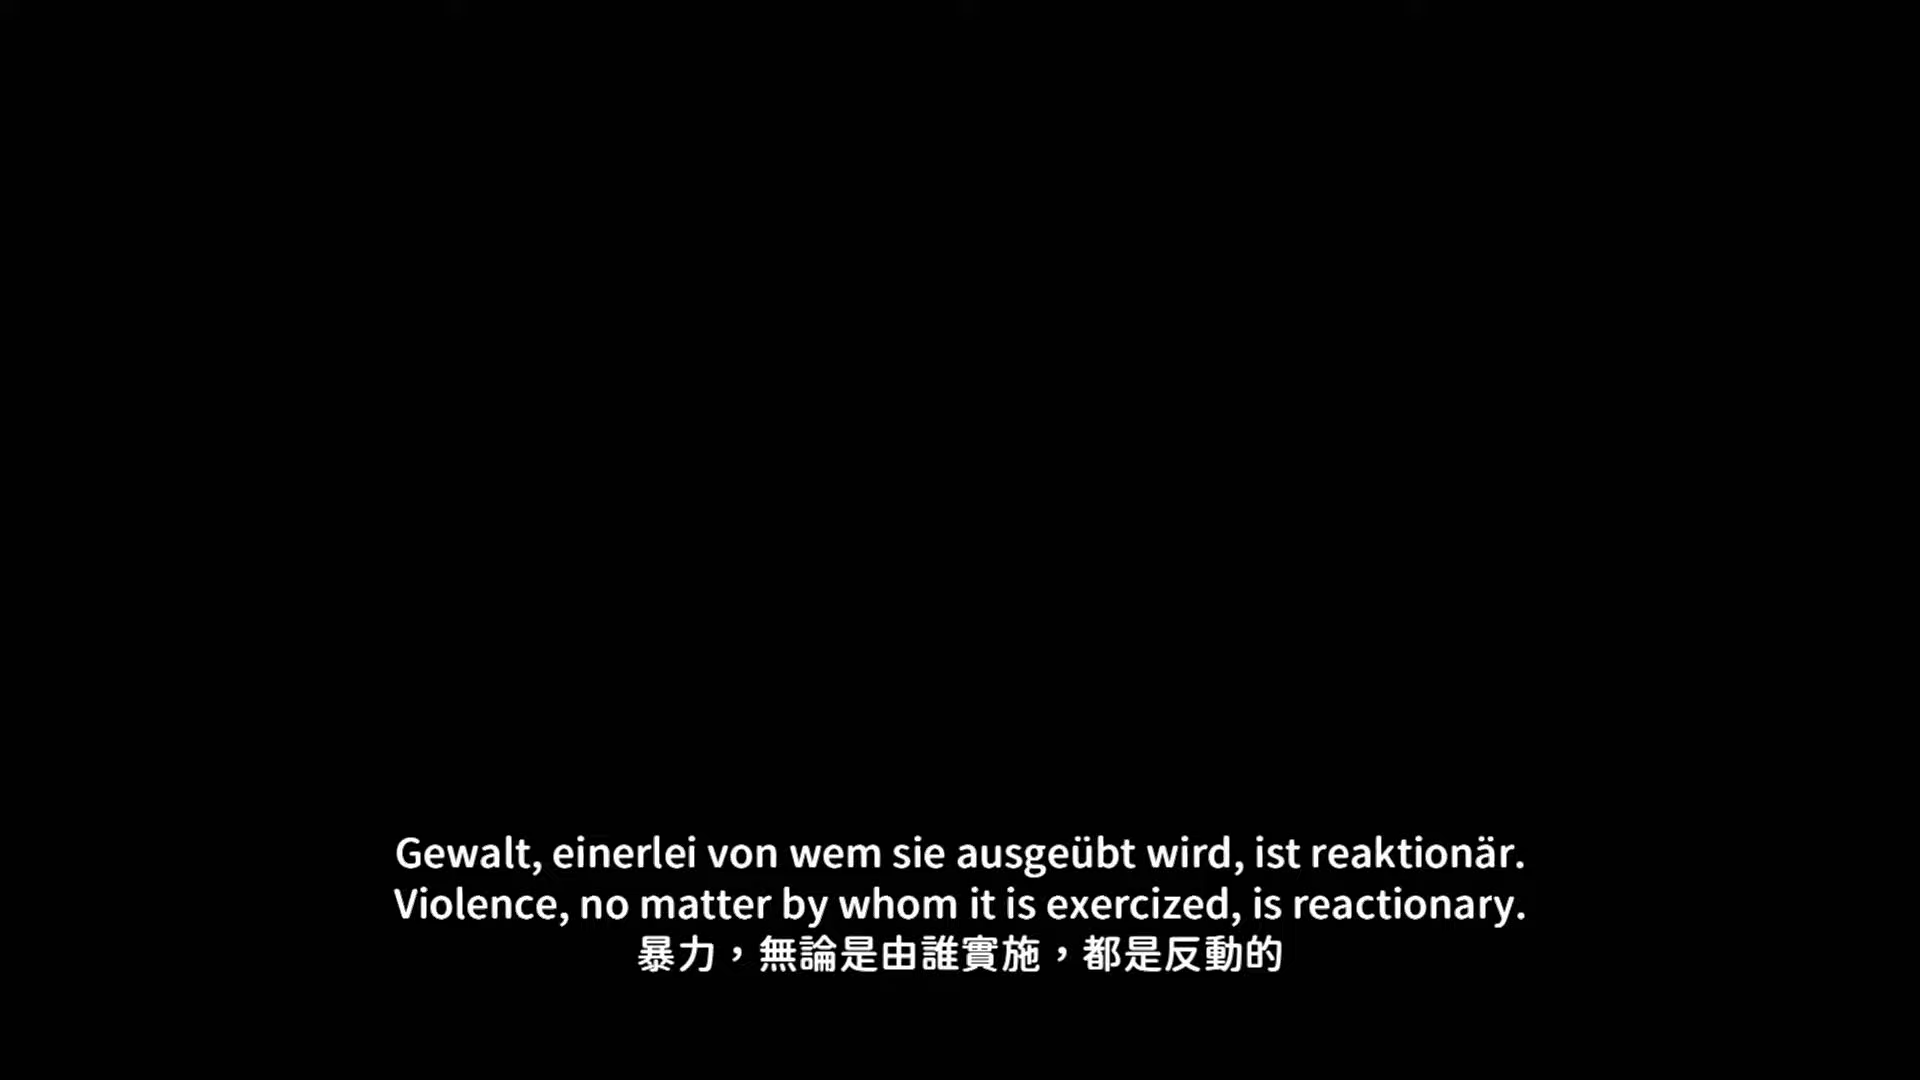 Gewalt, einerlei von wem sie ausgeübt wird, ist reaktionär.
Violence, no matter by whom it is exercized, is reactionary.
暴力，無論是由誰實施，都是反動的